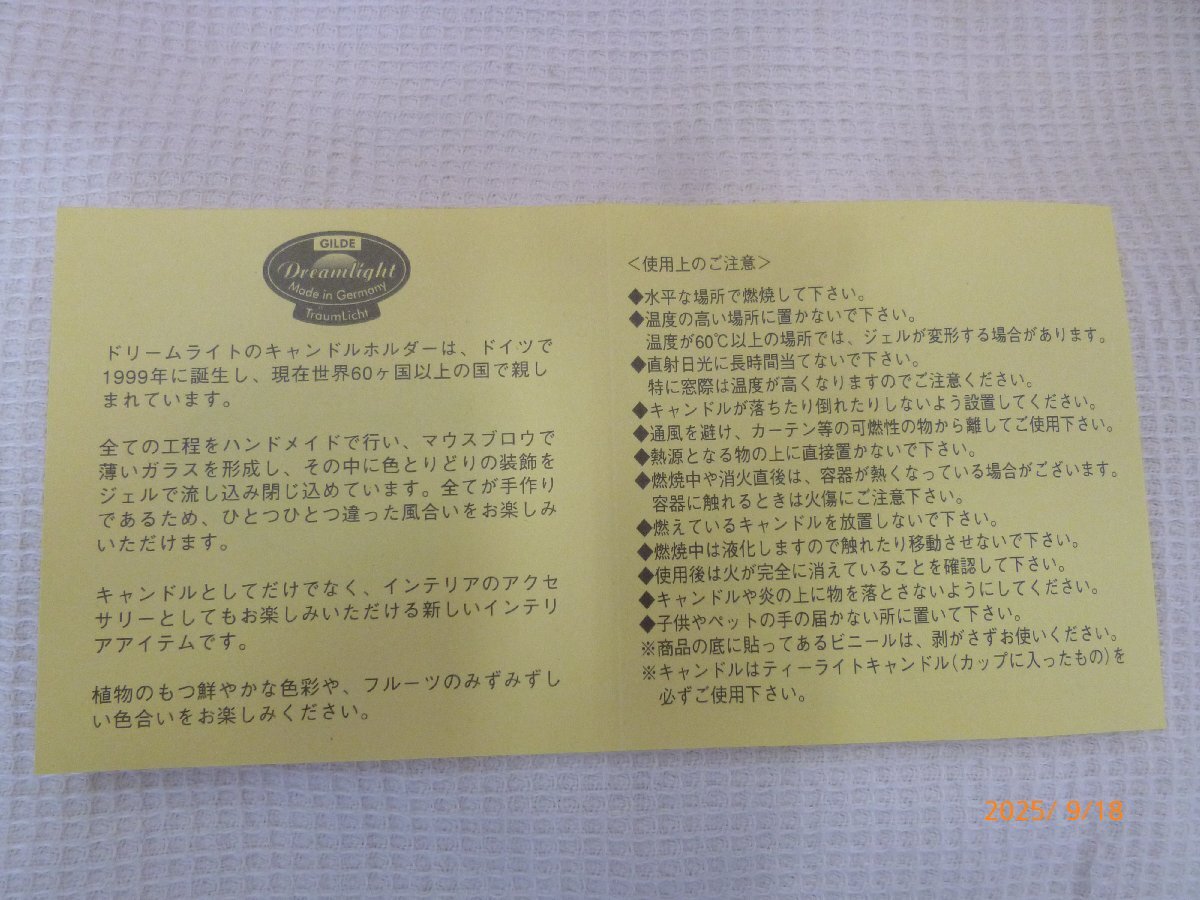 GILDE
Dreamlight
Made in Germany
TraumLicht
ドリームライトのキャンドルホルダーは、ドイツで
1999年に誕生し、現在世界60ヶ国以上の国で親し
まれています。
全ての工程をハンドメイドで行い、マウスブロウで
薄いガラスを形成し、その中に色とりどりの装飾を
ジェルで流し込み閉じ込めています。全てが手作り
であるため、ひとつひとつ違った風合いをお楽しみ
いただけます。
キャンドルとしてだけでなく、インテリアのアクセ
サリーとしてもお楽しみいただける新しいインテリ
アアイテムです。
植物のもつ鮮やかな色彩や、フルーツのみずみずし
い色合いをお楽しみください。
＜使用上のご注意＞
◆水平な場所で燃焼して下さい。
◆温度の高い場所に置かないで下さい。
温度が60℃以上の場所では、ジェルが変形する場合があります。
◆直射日光に長時間当てないで下さい。
特に窓際は温度が高くなりますのでご注意ください。
◆キャンドルが落ちたり倒れたりしないよう設置してください。
◆通風を避け、カーテン等の可燃性の物から離してご使用下さい。
◆熱源となる物の上に直接置かないで下さい。
◆燃焼中や消火直後は、容器が熱くなっている場合がございます。
容器に触れるときは火傷にご注意下さい。
◆燃えているキャンドルを放置しないで下さい。
◆燃焼中は液化しますので触れたり移動させないで下さい。
◆使用後は火が完全に消えていることを確認して下さい。
◆キャンドルや炎の上に物を落とさないようにしてください。
◆子供やペットの手の届かない所に置いて下さい。
※商品の底に貼ってあるビニールは、剥がさずお使いください。
※キャンドルはティーライトキャンドル(カップに入ったもの)を
必ずご使用下さい。
2025/ 9/18